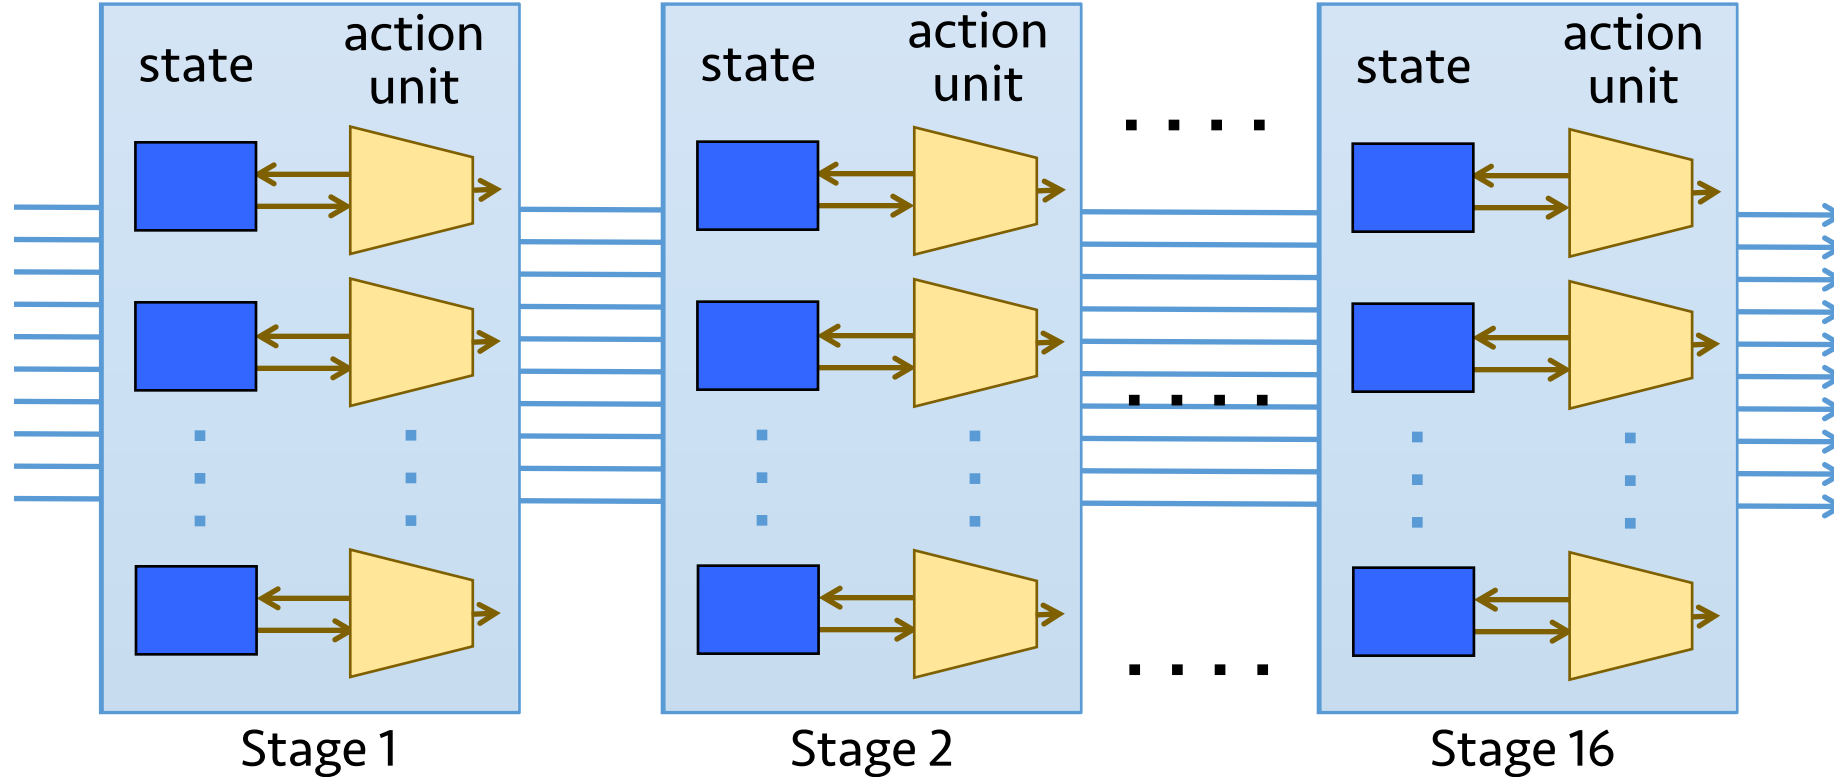 state
action
unit
state
action
unit
state
action
unit
Stage 1
Stage 2
Stage 16